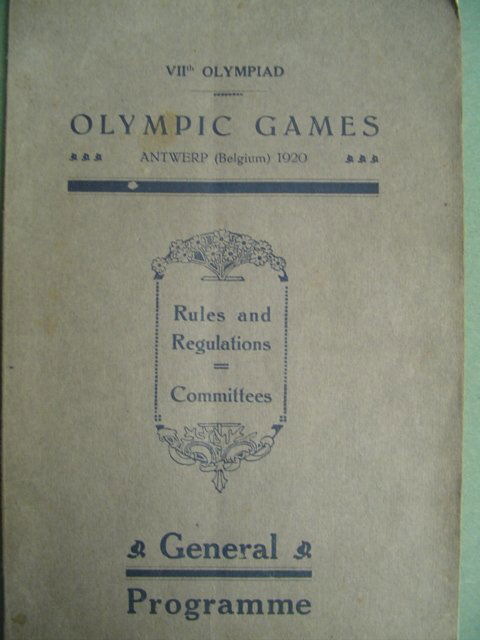 VIIth OLYMPIAD
OLYMPIC GAMES
ANTWERP (Belgium) 1920
Rules and
Regulations
=
Committees
General
Programme